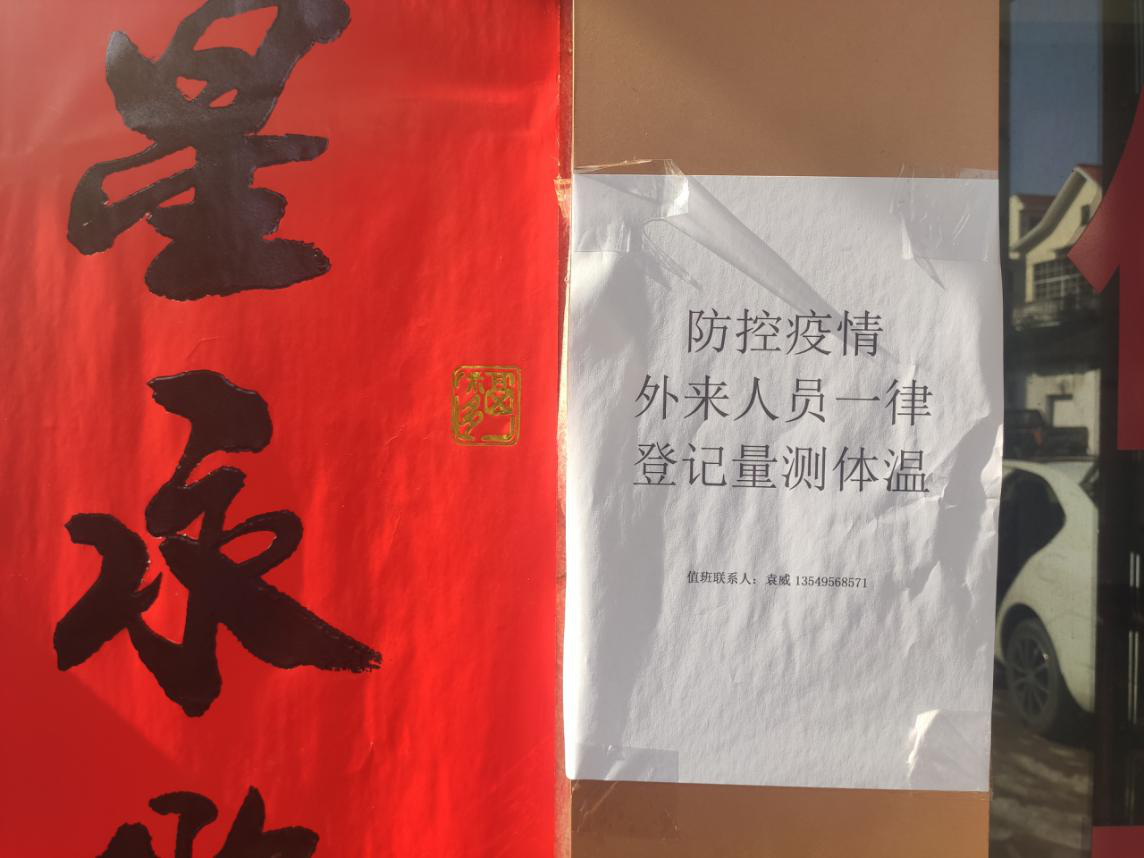 星
永
防控疫情
外来人员一律
登记量测体温
值班联系人：袁威 13549568571